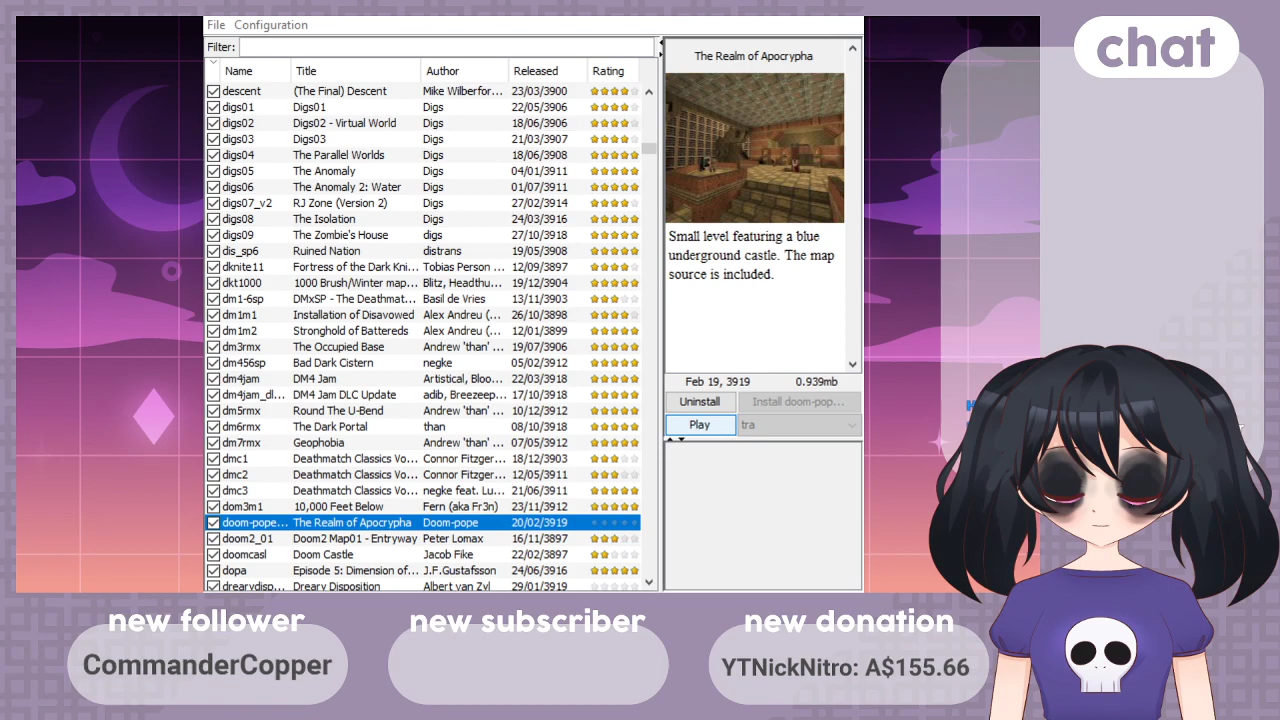 File Configuration
chat
Filter:
Name Title Author Released Rating
The Realm of Apocrypha
descent (The Final) Descent Mike Wilberfor... 23/03/3900
digs01 Digs01 Digs 22/05/3906
digs02 Digs02 - Virtual World Digs 18/06/3906
digs03 Digs03 Digs 21/03/3907
digs04 The Parallel Worlds Digs 18/06/3908
digs05 The Anomaly Digs 04/04/3911
digs06 The Anomaly 2: Water Digs 01/07/3911
digs07_v2 RJ Zone (Version 2) Digs 27/02/3914
digs08 The Isolation Digs 24/03/3916
digs09 The Zombie's House digs 27/10/3918
dis_sp6 Ruined Nation distrans 19/05/3908
dknite11 Fortress of the Dark Kni... Tobias Person ... 12/09/3897
dkt1000 1000 Brush/Winter map... Blitz, Headthu... 19/12/3904
dm1-6sp DMxSP - The Deathmat... Basil de Vries 13/11/3903
dm1m1 Installation of Disavowed Alex Andreu (... 26/10/3898
dm1m2 Stronghold of Battereds Alex Andreu (... 12/01/3899
dm3rmx The Occupied Base Andrew 'than' ... 19/07/3906
dm456sp Bad Dark Cistern negke 05/02/3912
dm4jam DM4 Jam Artistical, Bloo... 22/03/3918
dm4jam_dl... DM4 Jam DLC Update adib, Breezeep... 17/10/3918
dm5rmx Round The U-Bend Andrew 'than' ... 10/12/3912
dm6rmx The Dark Portal than 08/10/3918
dm7rmx Geophobia Andrew 'than' ... 07/05/3912
dmc1 Deathmatch Classics Vo... Connor Fitzger... 18/12/3903
dmc2 Deathmatch Classics Vo... Connor Fitzger... 12/05/3911
dmc3 Deathmatch Classics Vo... negke feat. Lu... 21/06/3911
dom3m1 10,000 Feet Below Fern (aka Fr3n) 23/11/3912
doom-pope... The Realm of Apocrypha Doom-pope 20/02/3919
doom2_01 Doom2 Map01 - Entryway Peter Lomax 16/11/3897
doomcasl Doom Castle Jacob Fike 22/02/3897
dopa Episode 5: Dimension of... J.F.Gustafsson 24/06/3916
drearydisp... Dreary Disposition Albert van Zyl 29/01/3919
Small level featuring a blue
underground castle. The map
source is included.
Feb 19, 3919 0.939mb
Uninstall Install doom-pop...
Play tra
new follower
CommanderCopper
new subscriber
new donation
YTNickNitro: A$155.66